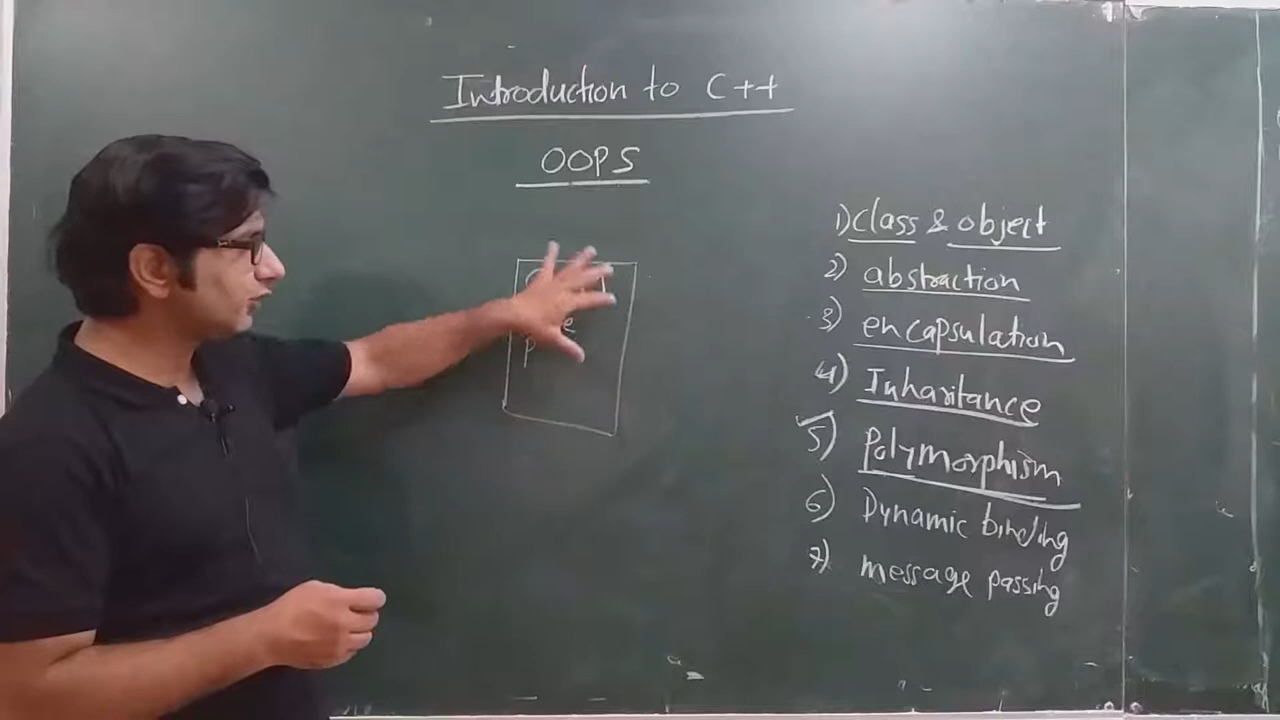 Introduction to C++
OOPS
1) Class & object
2) abstraction
3) encapsulation
4) Inharitance
5) Polymorphism
6) Dynamic binding
7) message passing